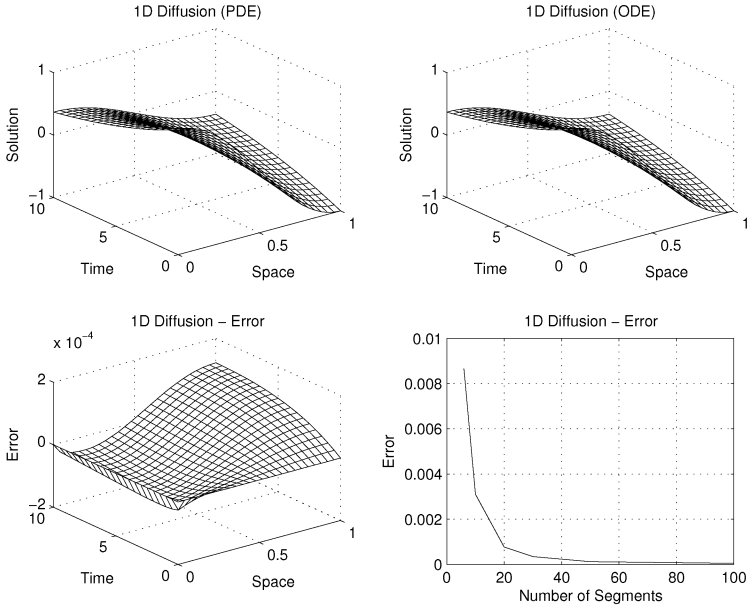 1D Diffusion (PDE)
1
0
−1
Solution
10
5
0
Time
0
0.5
1
Space
1D Diffusion (ODE)
1
0
−1
Solution
10
5
0
Time
0
0.5
1
Space
1D Diffusion − Error
x 10−4
2
0
−2
Error
10
5
0
Time
0
0.5
1
Space
1D Diffusion − Error
0.01
0.008
0.006
0.004
0.002
0
Error
0
20
40
60
80
100
Number of Segments